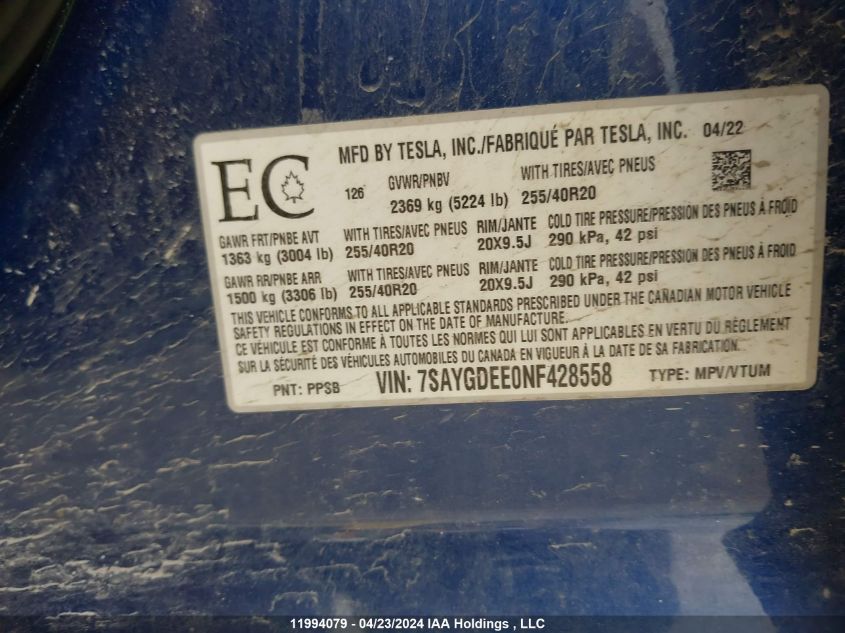 MFD BY TESLA, INC./FABRIQUÉ PAR TESLA, INC. 04/22
EC 126 GVWR/PNBV WITH TIRES/AVEC PNEUS
2369 kg (5224 lb) 255/40R20
GAWR FRT/PNBE AVT WITH TIRES/AVEC PNEUS RIM/JANTE COLD TIRE PRESSURE/PRESSION DES PNEUS À FROID
1363 kg (3004 lb) 255/40R20 20X9.5J 290 kPa, 42 psi
GAWR RR/PNBE ARR WITH TIRES/AVEC PNEUS RIM/JANTE COLD TIRE PRESSURE/PRESSION DES PNEUS À FROID
1500 kg (3306 lb) 255/40R20 20X9.5J 290 kPa, 42 psi
THIS VEHICLE CONFORMS TO ALL APPLICABLE STANDARDS PRESCRIBED UNDER THE CANADIAN MOTOR VEHICLE
SAFETY REGULATIONS IN EFFECT ON THE DATE OF MANUFACTURE.
CE VÉHICULE EST CONFORME À TOUTES LES NORMES QUI LUI SONT APPLICABLES EN VERTU DU RÈGLEMENT
SUR LA SÉCURITÉ DES VÉHICULES AUTOMOBILES DU CANADA EN VIGUEUR À LA DATE DE SA FABRICATION.
PNT: PPSB VIN: 7SAYGDEE0NF428558 TYPE: MPV/VTUM
11994079 - 04/23/2024 IAA Holdings , LLC